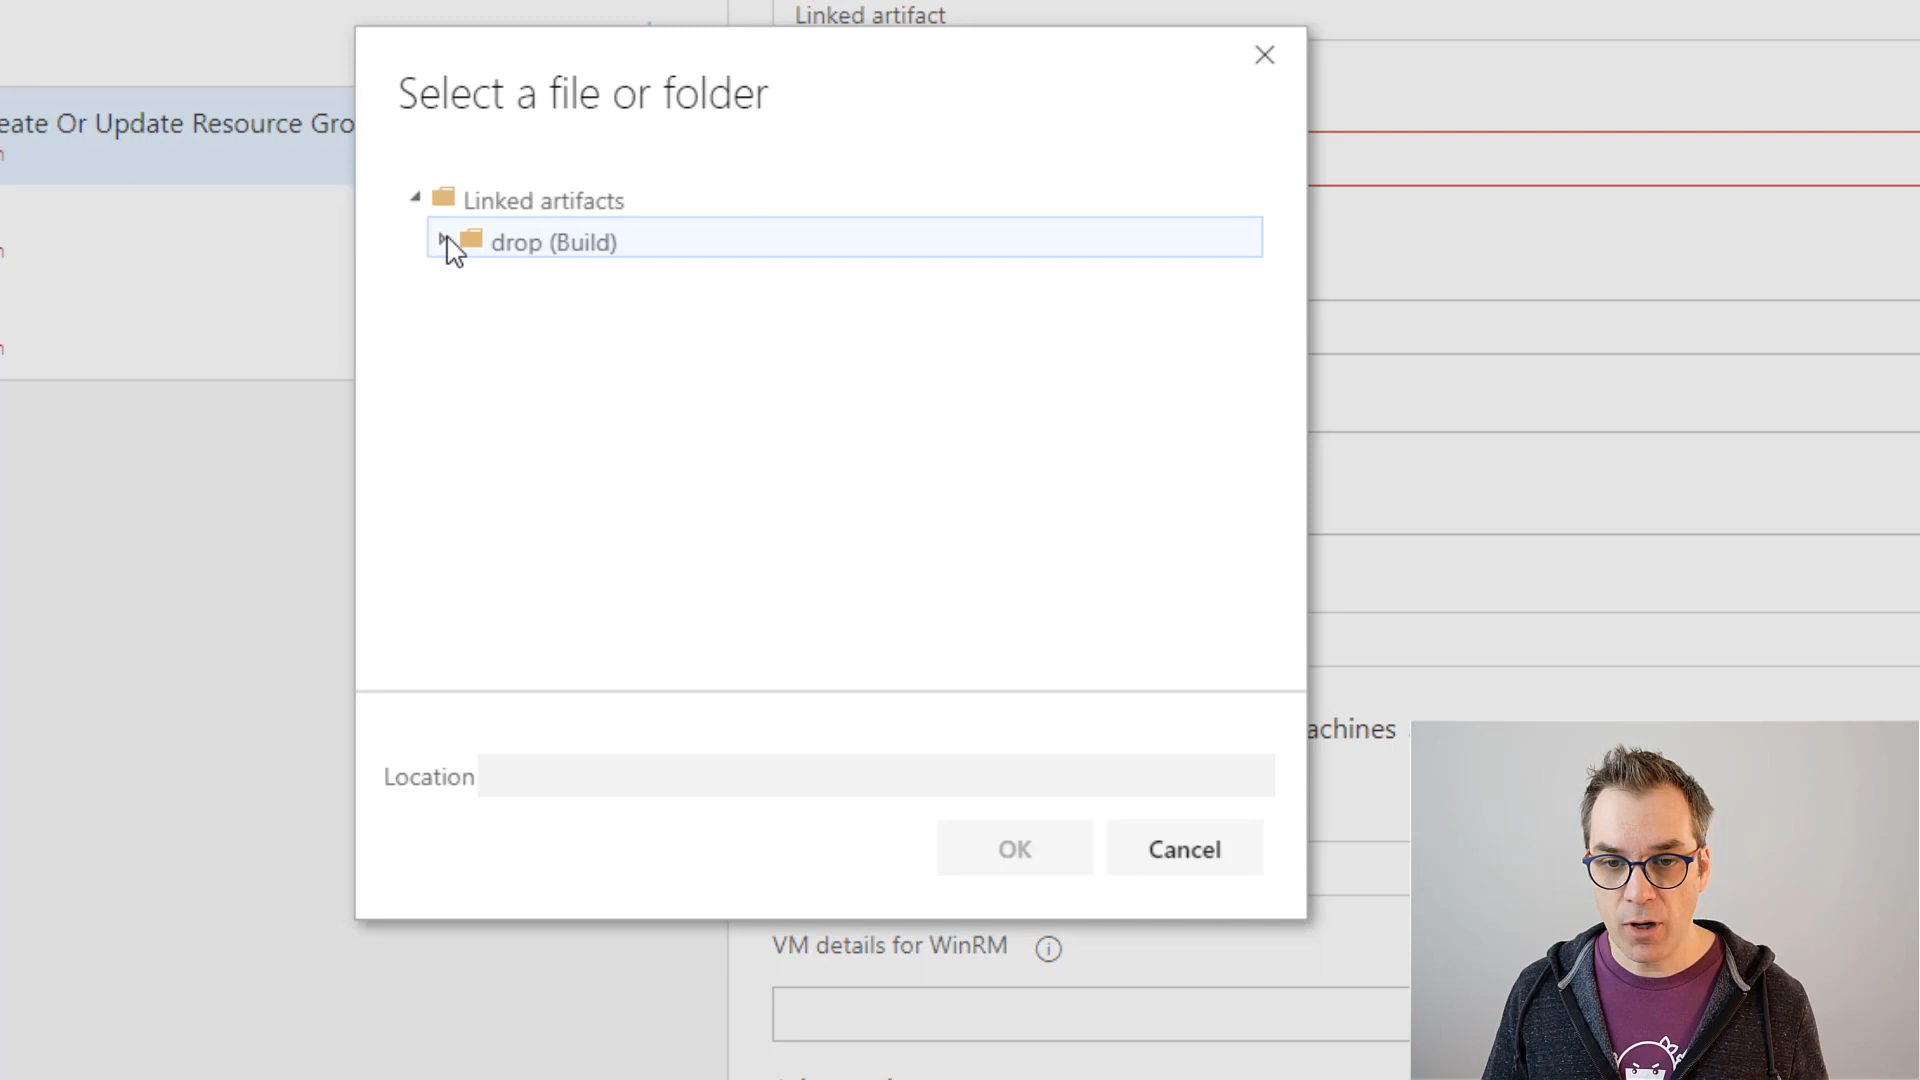 Linked artifact
Select a file or folder
eate Or Update Resource Gro
Linked artifacts
drop (Build)
achines
Location
OK
Cancel
VM details for WinRM